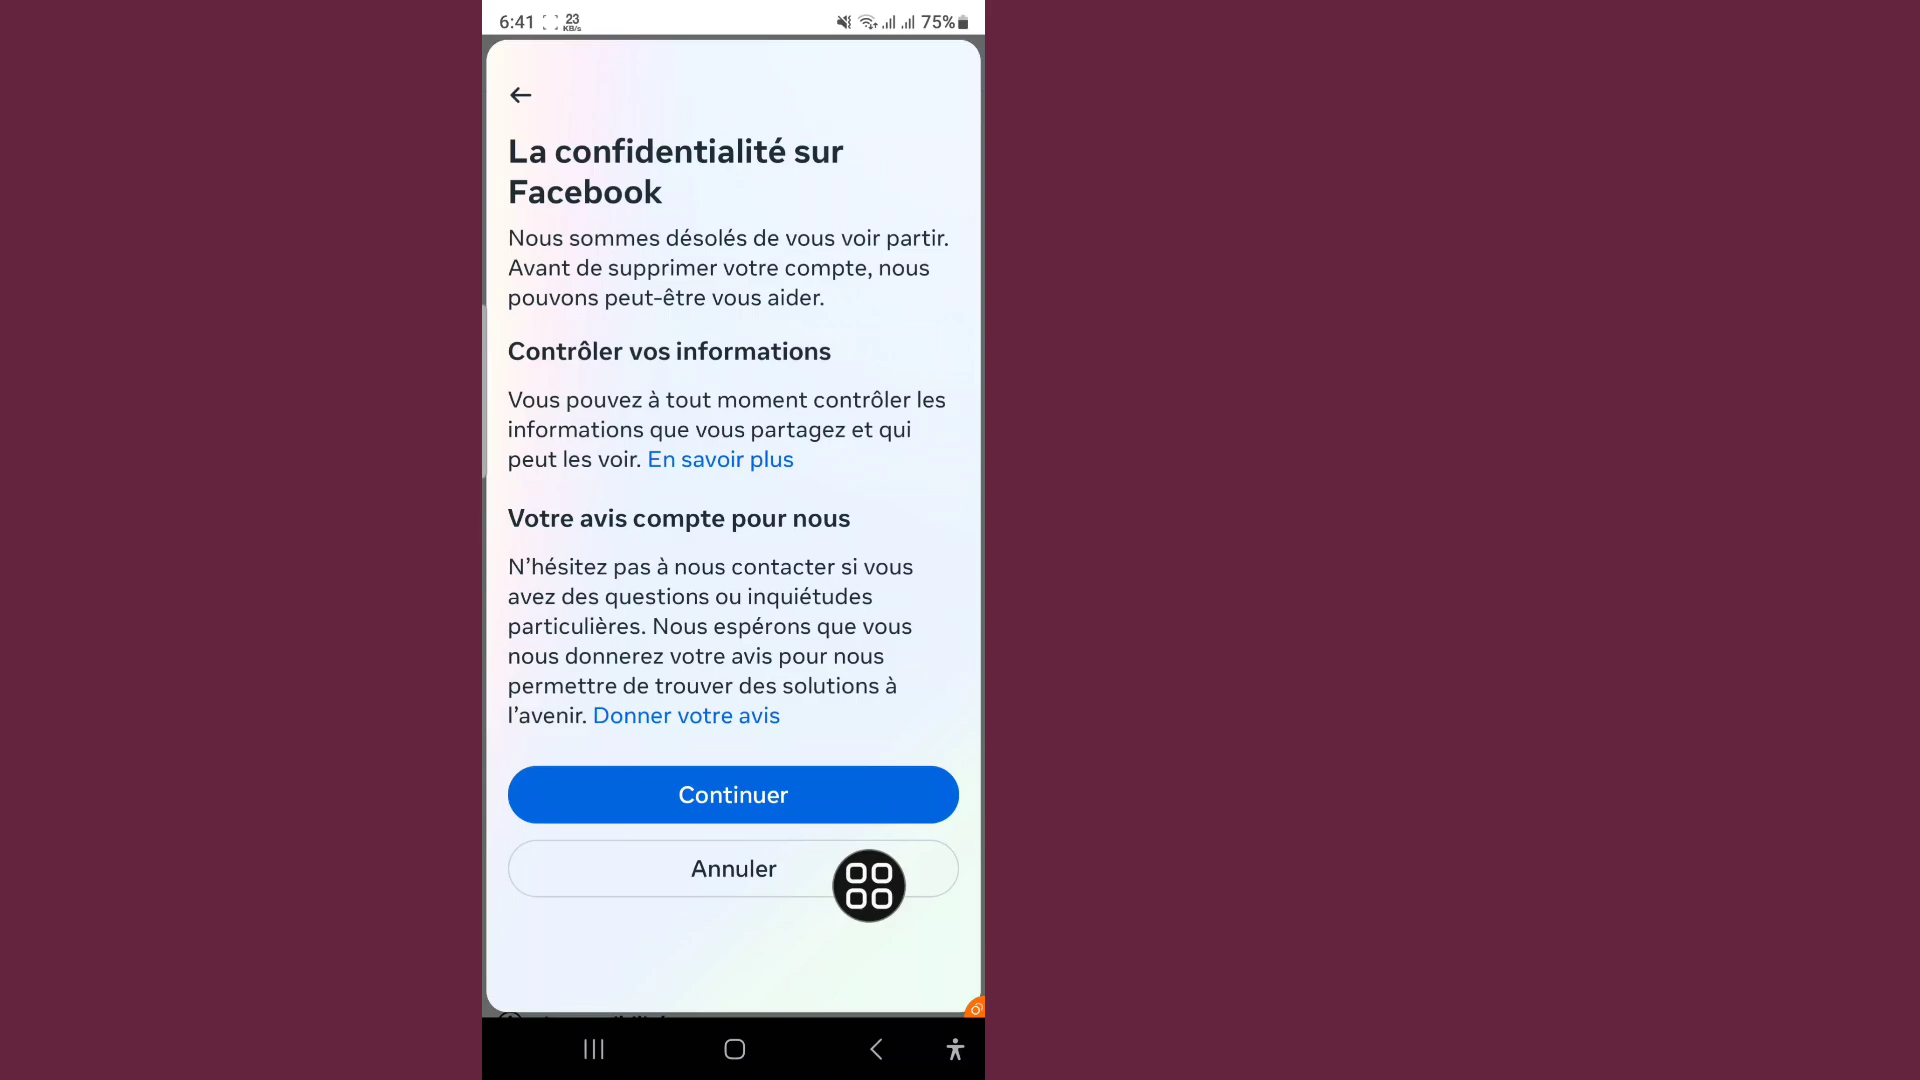 6:41 23 KB/s 75%
La confidentialité sur
Facebook
Nous sommes désolés de vous voir partir.
Avant de supprimer votre compte, nous
pouvons peut-être vous aider.
Contrôler vos informations
Vous pouvez à tout moment contrôler les
informations que vous partagez et qui
peut les voir. En savoir plus
Votre avis compte pour nous
N’hésitez pas à nous contacter si vous
avez des questions ou inquiétudes
particulières. Nous espérons que vous
nous donnerez votre avis pour nous
permettre de trouver des solutions à
l’avenir. Donner votre avis
Continuer
Annuler